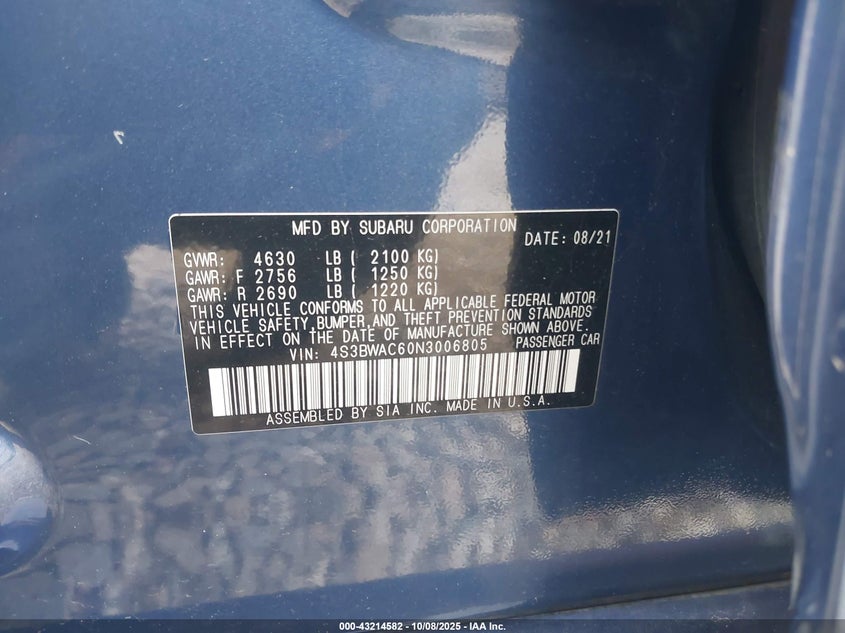 MFD BY SUBARU CORPORATION
DATE: 08/21
GVWR: 4630 LB ( 2100 KG)
GAWR: F 2756 LB ( 1250 KG)
GAWR: R 2690 LB ( 1220 KG)
THIS VEHICLE CONFORMS TO ALL APPLICABLE FEDERAL MOTOR
VEHICLE SAFETY, BUMPER, AND THEFT PREVENTION STANDARDS
IN EFFECT ON THE DATE OF MANUFACTURE SHOWN ABOVE.
VIN: 4S3BWAC60N3006805 PASSENGER CAR
ASSEMBLED BY SIA INC. MADE IN U.S.A.
000-43214582 - 10/08/2025 - IAA Inc.